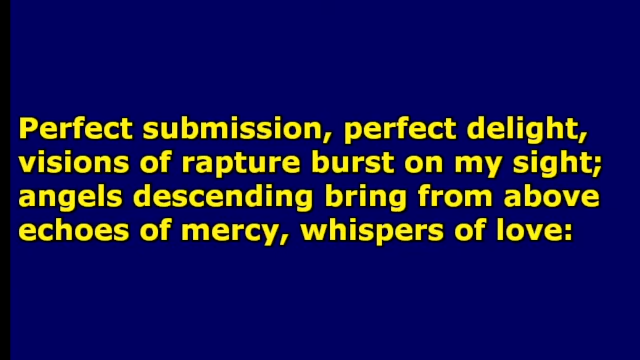 Perfect submission, perfect delight,
visions of rapture burst on my sight;
angels descending bring from above
echoes of mercy, whispers of love: